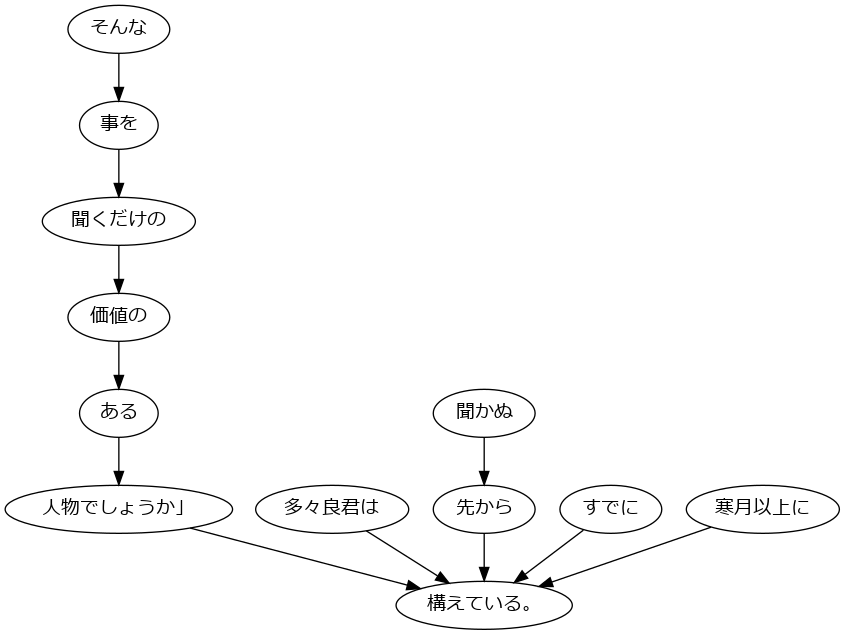 そんな
事を
聞くだけの
価値の
ある
聞かぬ
人物でしょうか」
多々良君は
先から
すでに
寒月以上に
構えている。